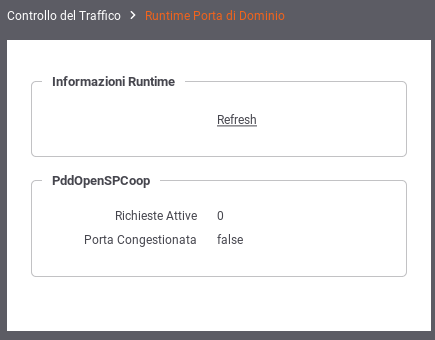 Controllo del Traffico > Runtime Porta di Dominio
Informazioni Runtime
Refresh
PddOpenSPCoop
Richieste Attive 0
Porta Congestionata false